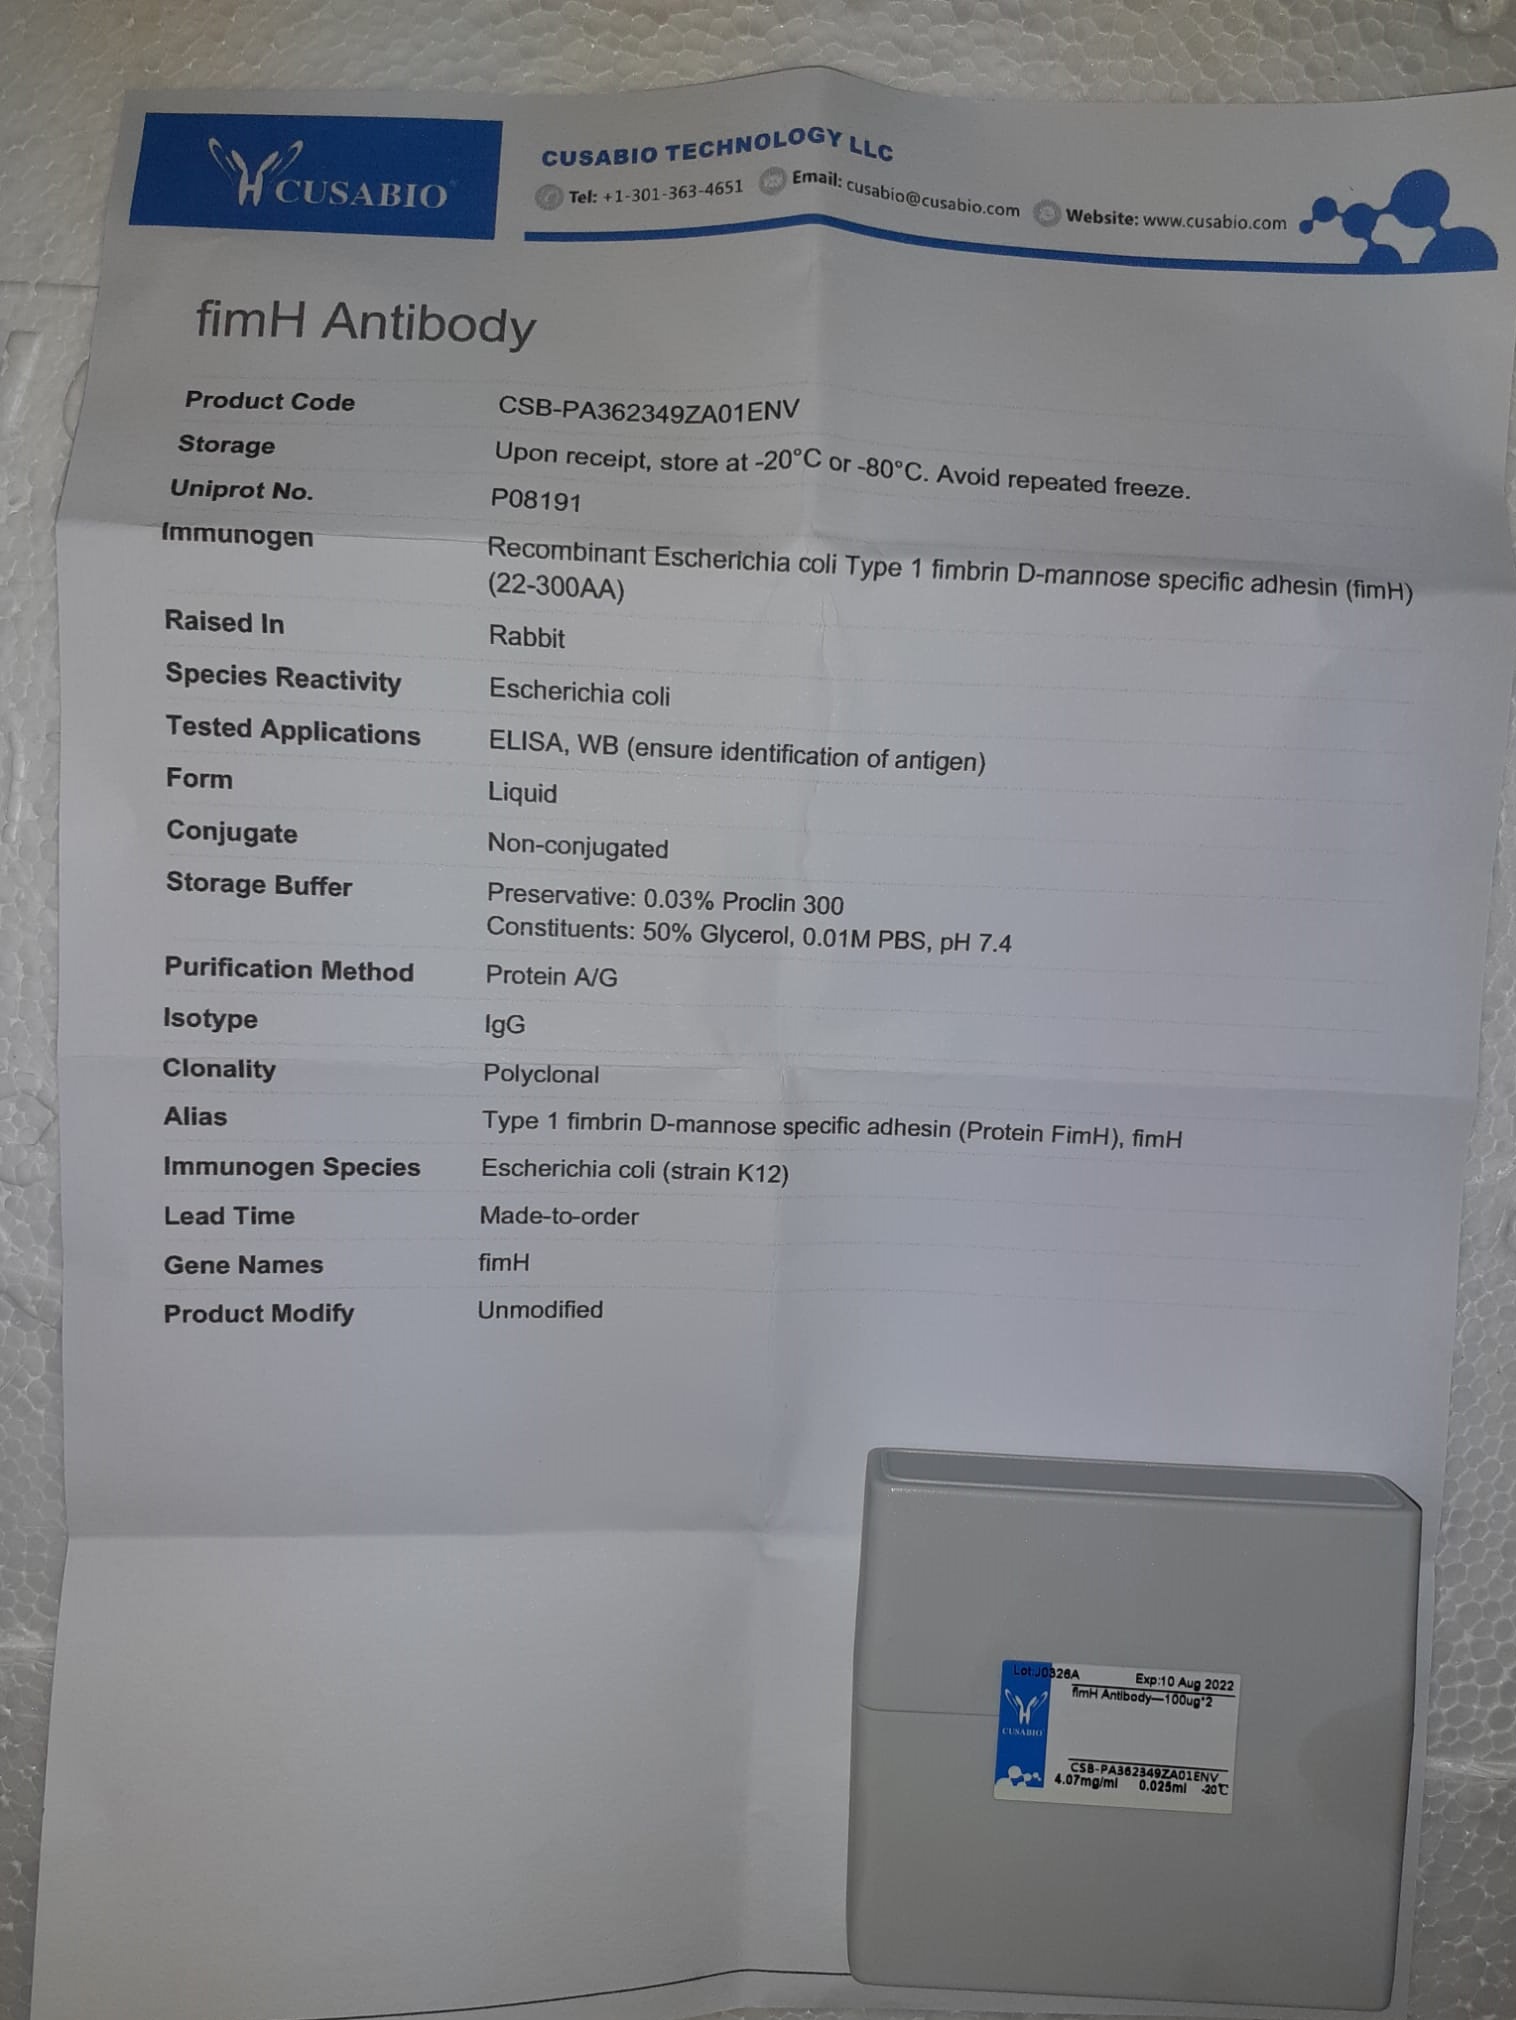 CUSABIO
CUSABIO TECHNOLOGY LLC
Tel: +1-301-363-4651 Email: cusabio@cusabio.com Website: www.cusabio.com
fimH Antibody
Product Code CSB-PA362349ZA01ENV
Storage Upon receipt, store at -20°C or -80°C. Avoid repeated freeze.
Uniprot No. P08191
Immunogen Recombinant Escherichia coli Type 1 fimbrin D-mannose specific adhesin (fimH)
(22-300AA)
Raised In Rabbit
Species Reactivity Escherichia coli
Tested Applications ELISA, WB (ensure identification of antigen)
Form Liquid
Conjugate Non-conjugated
Storage Buffer Preservative: 0.03% Proclin 300
Constituents: 50% Glycerol, 0.01M PBS, pH 7.4
Purification Method Protein A/G
Isotype IgG
Clonality Polyclonal
Alias Type 1 fimbrin D-mannose specific adhesin (Protein FimH), fimH
Immunogen Species Escherichia coli (strain K12)
Lead Time Made-to-order
Gene Names fimH
Product Modify Unmodified
Lot:J0326A Exp:10 Aug 2022
fimH Antibody—100ug*2
CUSABIO
CSB-PA362349ZA01ENV
4.07mg/ml 0.025ml -20℃